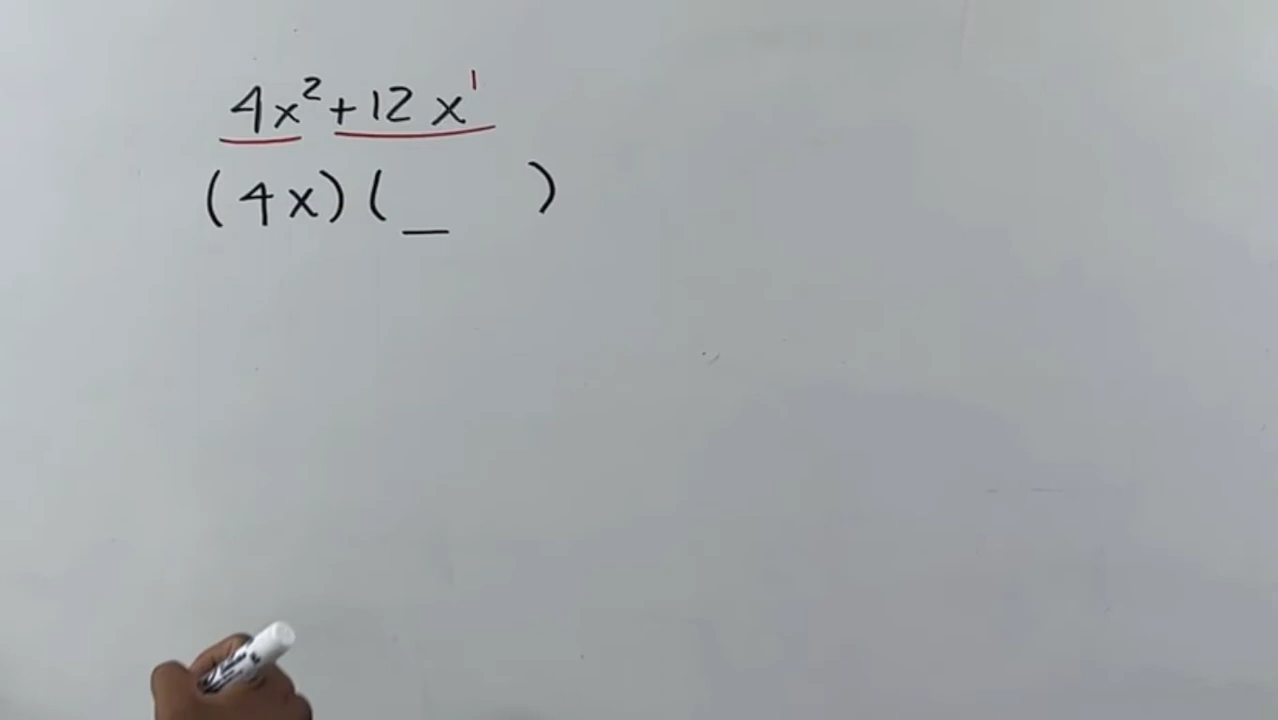 4x² + 12x¹
(4x)(_ )